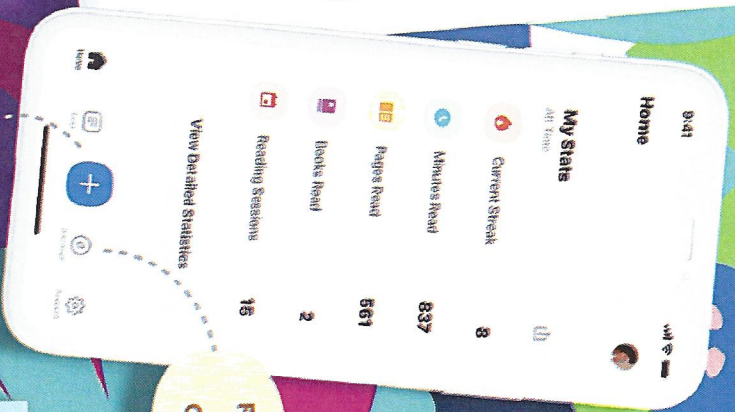 9:41
Home
My Stats
All Time
Current Streak 8
Minutes Read 837
Pages Read 561
Books Read 2
Reading Sessions 15
View Detailed Statistics
Home